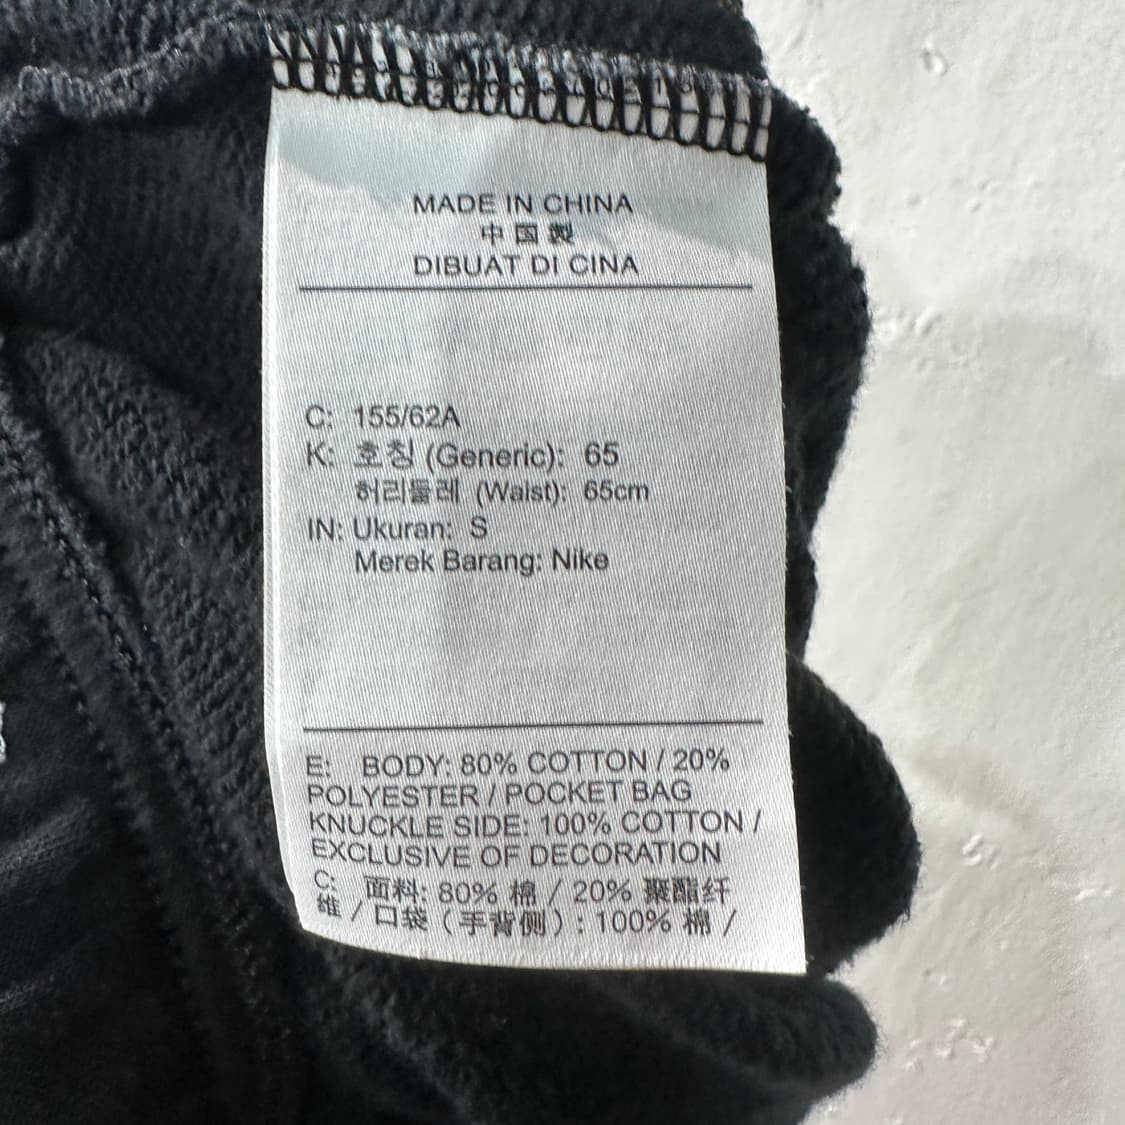 MADE IN CHINA
中国製
DIBUAT DI CINA
C: 155/62A
K: 호칭 (Generic): 65
허리둘레 (Waist): 65cm
IN: Ukuran: S
Merek Barang: Nike
E: BODY: 80% COTTON / 20%
POLYESTER / POCKET BAG
KNUCKLE SIDE: 100% COTTON /
EXCLUSIVE OF DECORATION
C: 面料: 80% 棉 / 20% 聚酯纤
维 / 口袋 (手背侧) : 100% 棉 /